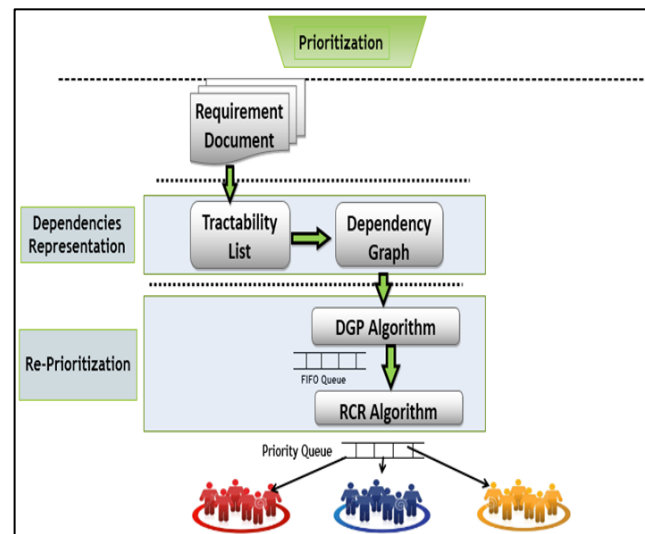 Prioritization
Requirement
Document
Dependencies
Representation
Tractability
List
Dependency
Graph
Re-Prioritization
DGP Algorithm
FIFO Queue
RCR Algorithm
Priority Queue